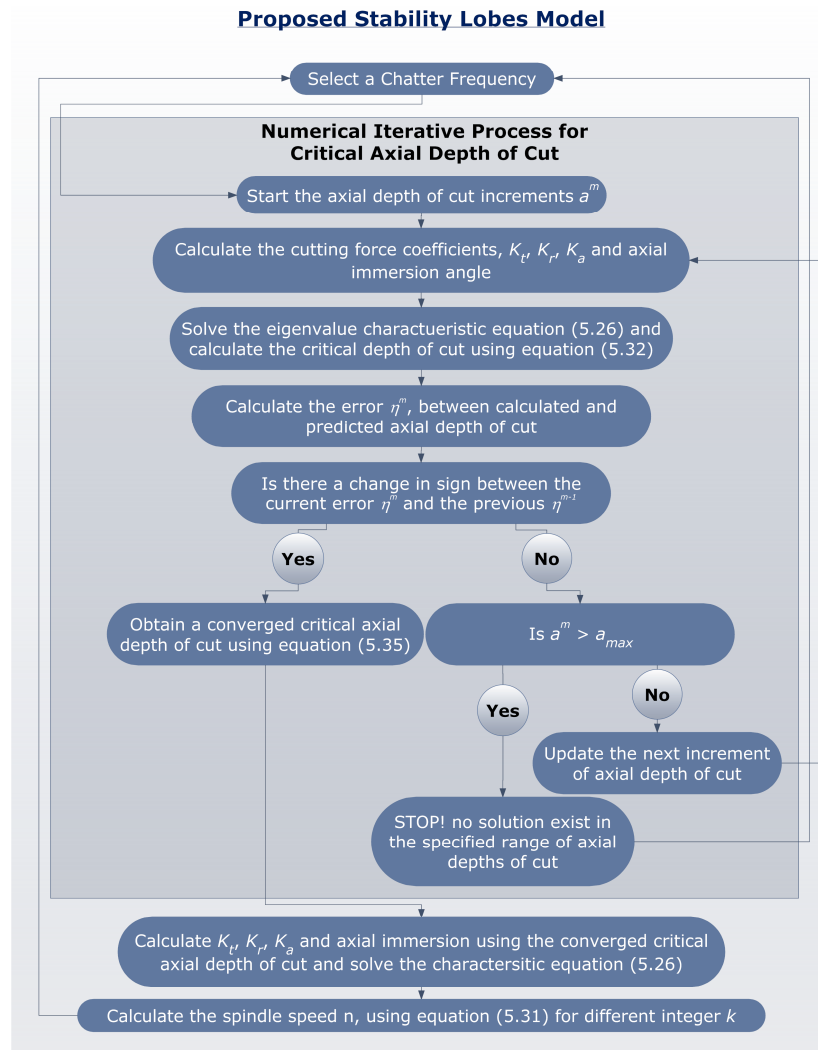 Proposed Stability Lobes Model
Select a Chatter Frequency
Numerical Iterative Process for
Critical Axial Depth of Cut
Start the axial depth of cut increments a^m
Calculate the cutting force coefficients, K_t, K_r, K_a and axial
immersion angle
Solve the eigenvalue charactueristic equation (5.26) and
calculate the critical depth of cut using equation (5.32)
Calculate the error η^m, between calculated and
predicted axial depth of cut
Is there a change in sign between the
current error η^m and the previous η^m-1
Yes
No
Obtain a converged critical axial
depth of cut using equation (5.35)
Is a^m > a_max
Yes
No
Update the next increment
of axial depth of cut
STOP! no solution exist in
the specified range of axial
depths of cut
Calculate K_t, K_r, K_a and axial immersion using the converged critical
axial depth of cut and solve the charactersitic equation (5.26)
Calculate the spindle speed n, using equation (5.31) for different integer k